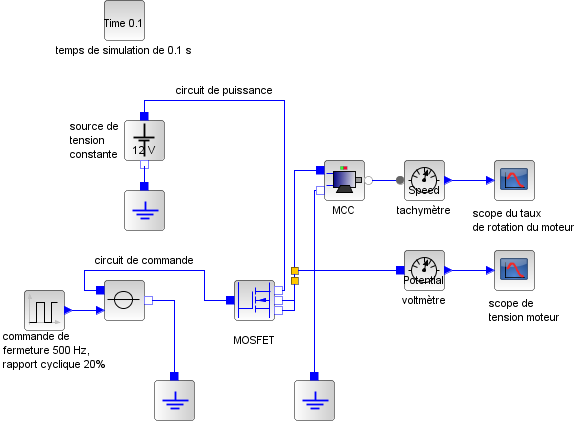 Time 0.1
temps de simulation de 0.1 s
circuit de puissance
source de
tension
constante
12 V
Speed
MCC
tachymètre
scope du taux
de rotation du moteur
circuit de commande
Potential
voltmètre
scope de
tension moteur
MOSFET
commande de
fermeture 500 Hz,
rapport cyclique 20%